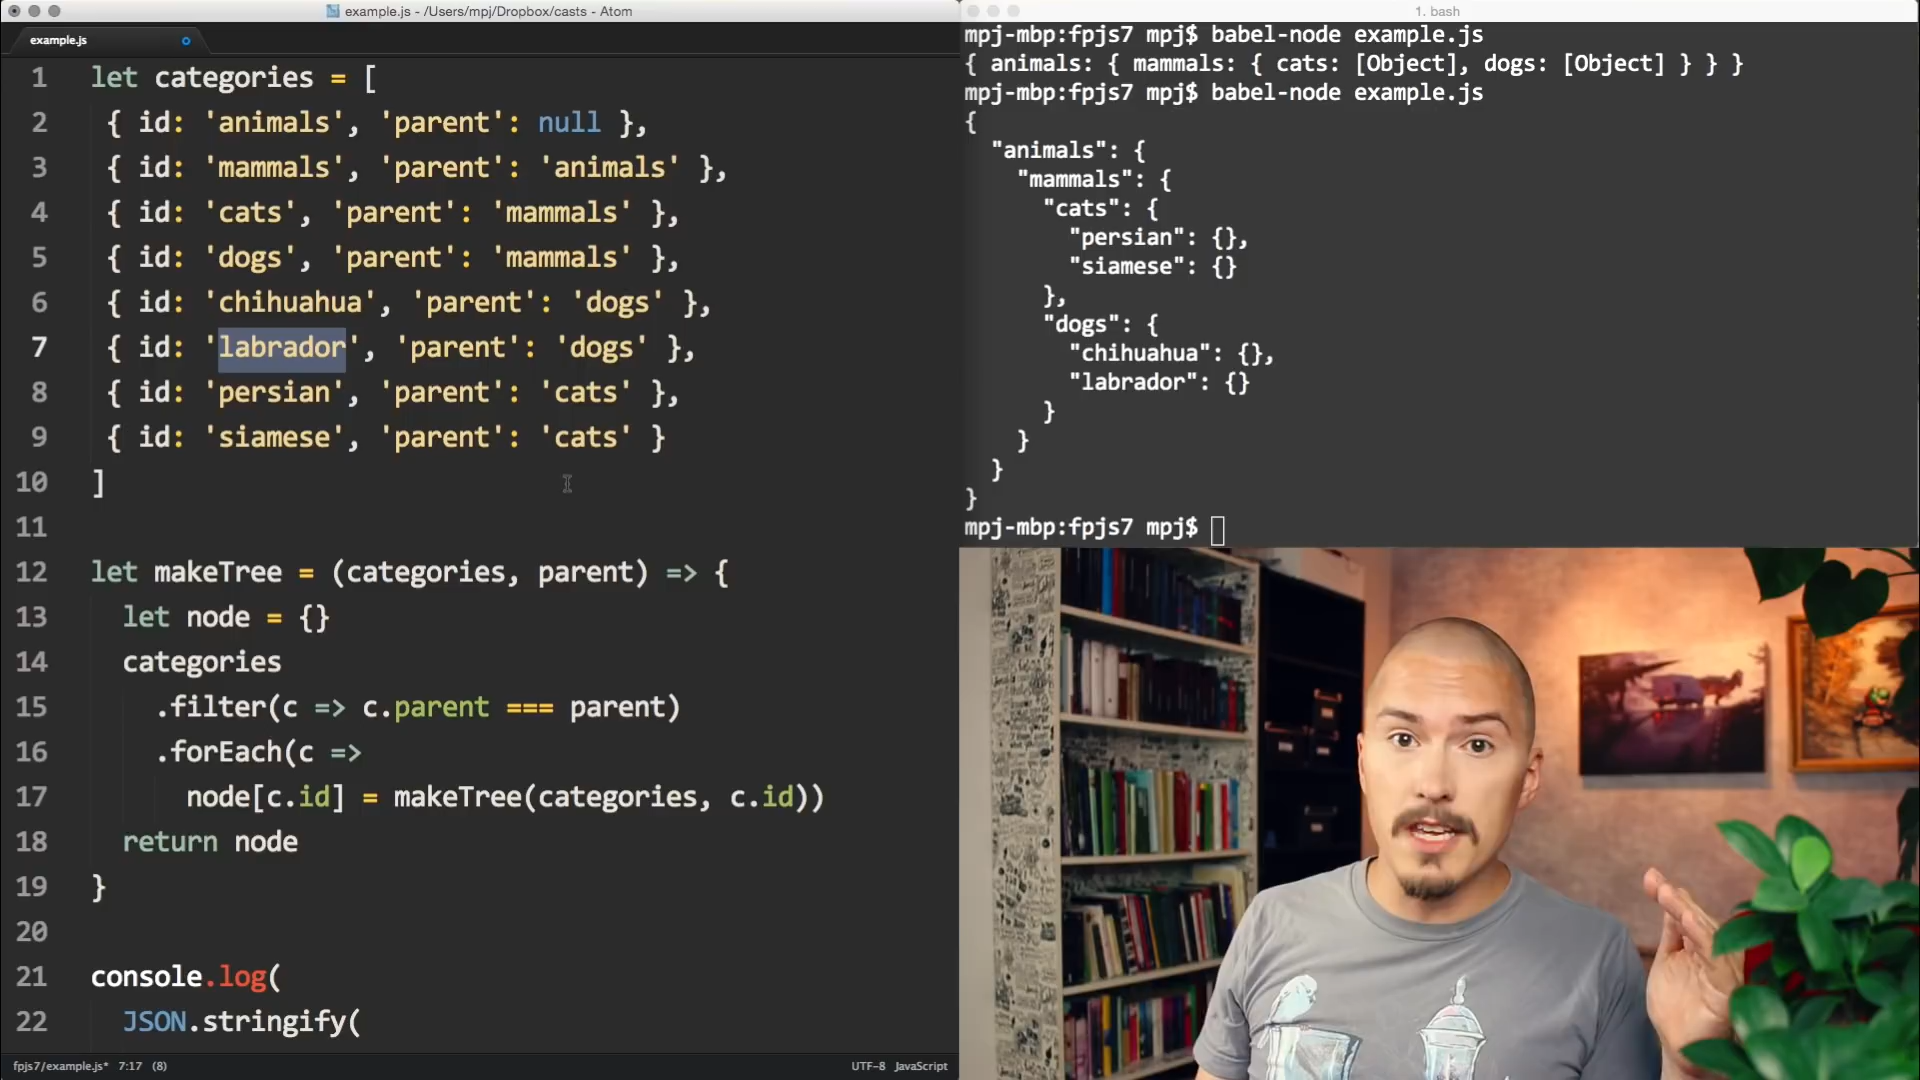 example.js - /Users/mpj/Dropbox/casts - Atom
example.js
1 let categories = [
2 { id: 'animals', 'parent': null },
3 { id: 'mammals', 'parent': 'animals' },
4 { id: 'cats', 'parent': 'mammals' },
5 { id: 'dogs', 'parent': 'mammals' },
6 { id: 'chihuahua', 'parent': 'dogs' },
7 { id: 'labrador', 'parent': 'dogs' },
8 { id: 'persian', 'parent': 'cats' },
9 { id: 'siamese', 'parent': 'cats' }
10 ]
11
12 let makeTree = (categories, parent) => {
13 let node = {}
14 categories
15 .filter(c => c.parent === parent)
16 .forEach(c =>
17 node[c.id] = makeTree(categories, c.id))
18 return node
19 }
20
21 console.log(
22 JSON.stringify(
fpjs7/example.js* 7:17 (8) UTF-8 JavaScript
1. bash
mpj-mbp:fpjs7 mpj$ babel-node example.js
{ animals: { mammals: { cats: [Object], dogs: [Object] } } }
mpj-mbp:fpjs7 mpj$ babel-node example.js
{
"animals": {
"mammals": {
"cats": {
"persian": {},
"siamese": {}
},
"dogs": {
"chihuahua": {},
"labrador": {}
}
}
}
}
mpj-mbp:fpjs7 mpj$